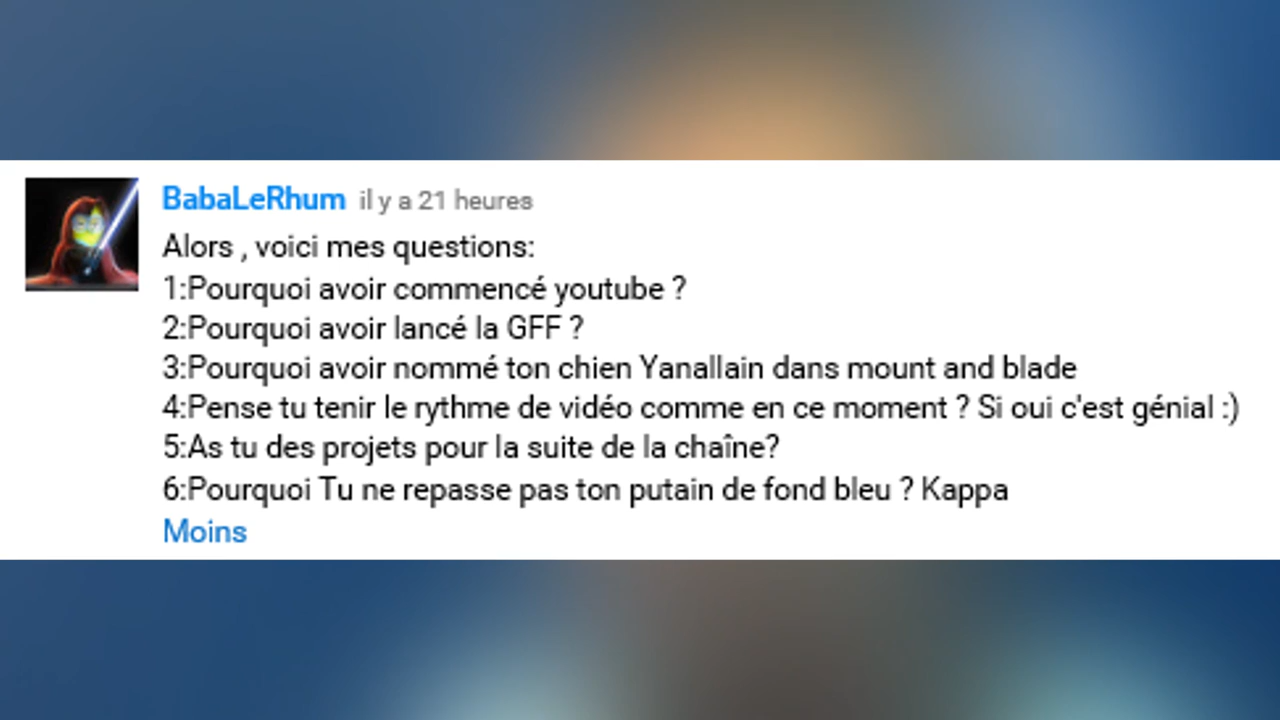 BabaLeRhum il y a 21 heures
Alors , voici mes questions:
1:Pourquoi avoir commencé youtube ?
2:Pourquoi avoir lancé la GFF ?
3:Pourquoi avoir nommé ton chien Yanallain dans mount and blade
4:Pense tu tenir le rythme de vidéo comme en ce moment ? Si oui c'est génial :)
5:As tu des projets pour la suite de la chaîne?
6:Pourquoi Tu ne repasse pas ton putain de fond bleu ? Kappa
Moins